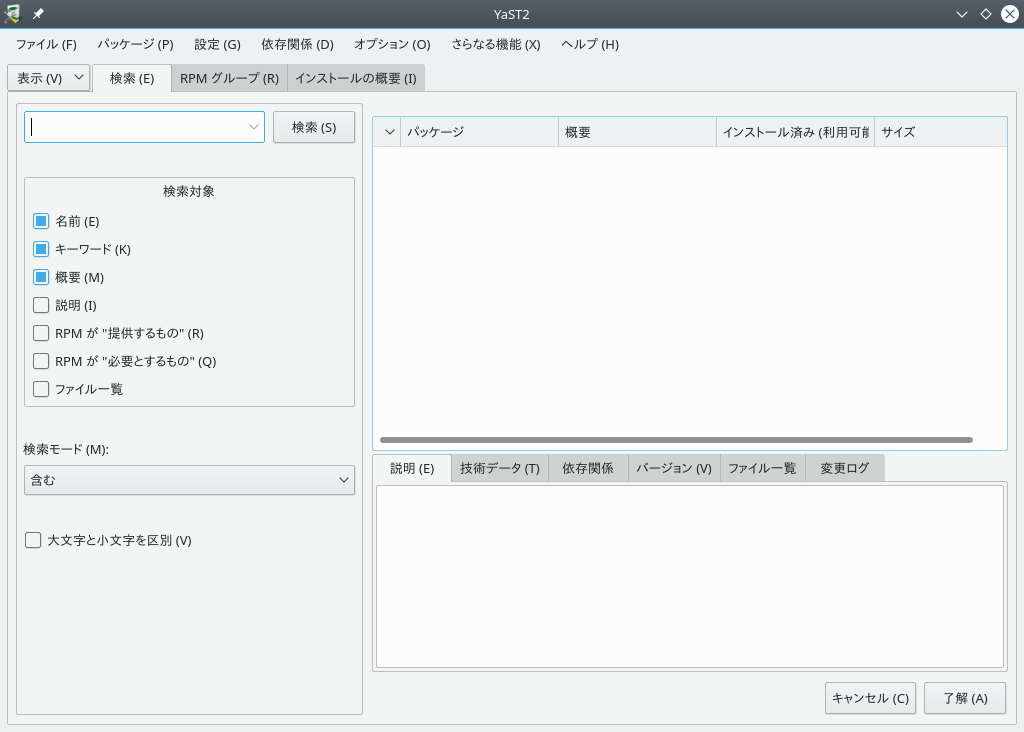 YaST2
ファイル (F) パッケージ (P) 設定 (G) 依存関係 (D) オプション (O) さらなる機能 (X) ヘルプ (H)
表示 (V) 検索 (E) RPM グループ (R) インストールの概要 (I)
検索 (S)
検索対象
名前 (E)
キーワード (K)
概要 (M)
説明 (I)
RPM が "提供するもの" (R)
RPM が "必要とするもの" (Q)
ファイル一覧
検索モード (M):
含む
大文字と小文字を区別 (V)
パッケージ 概要 インストール済み (利用可能 サイズ
説明 (E) 技術データ (T) 依存関係 バージョン (V) ファイル一覧 変更ログ
キャンセル (C) 了解 (A)